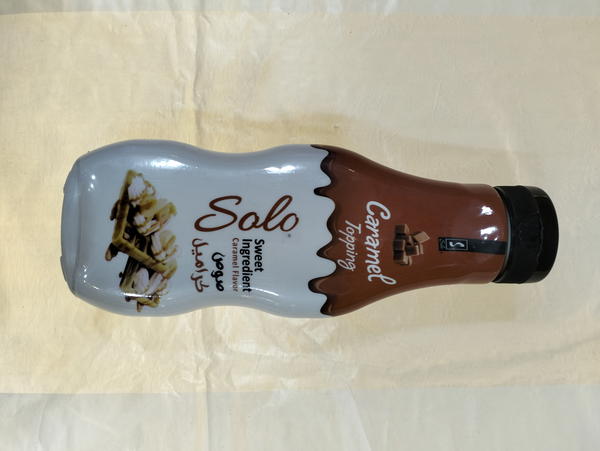 Caramel
Topping
Solo
Sweet
Ingredient
Caramel Flavor
صوص
كراميل